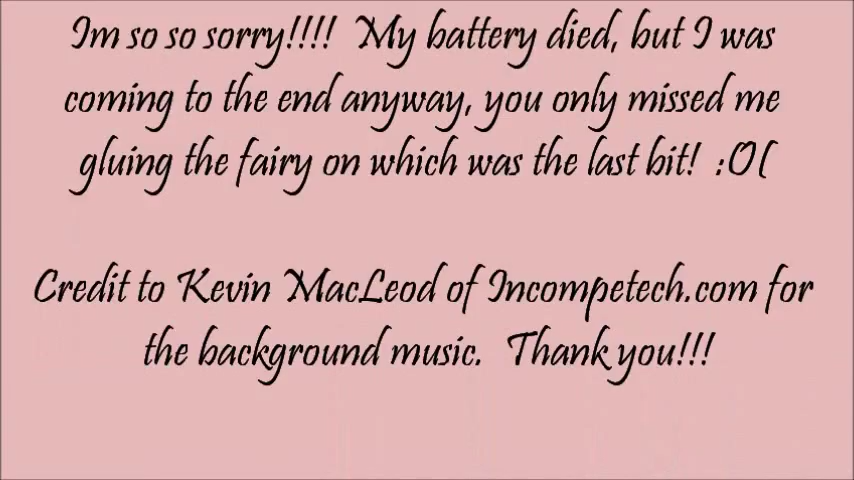 Im so so sorry!!!! My battery died, but I was
coming to the end anyway, you only missed me
gluing the fairy on which was the last bit! :O(
Credit to Kevin MacLeod of Incompetech.com for
the background music. Thank you!!!